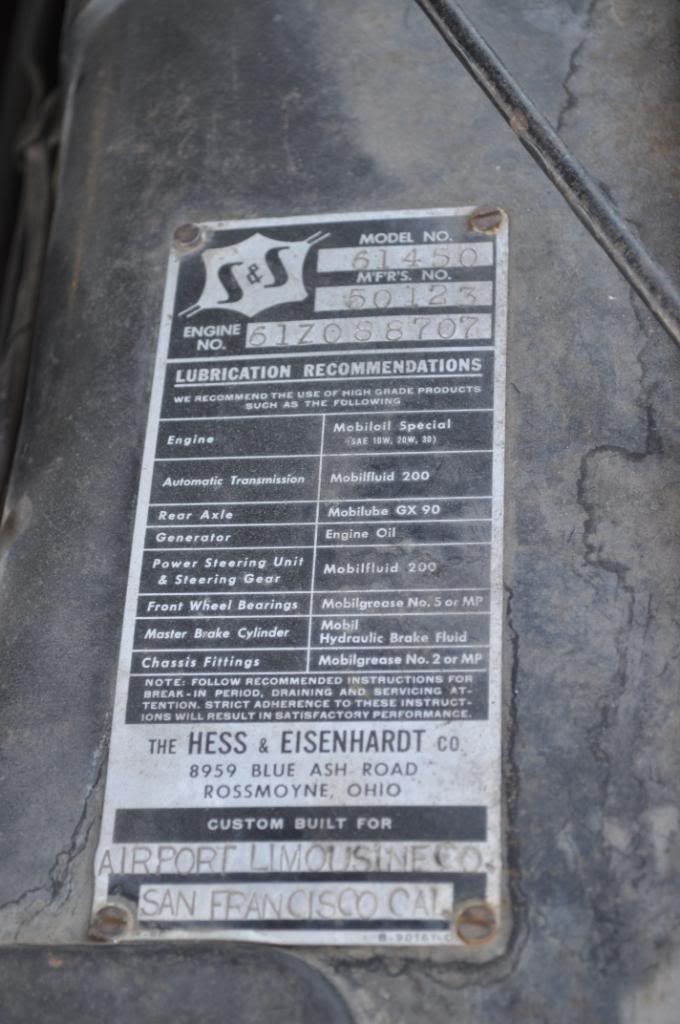 S&S
MODEL NO.
61450
M'F'R'S. NO.
50123
ENGINE NO. 61Z088707
LUBRICATION RECOMMENDATIONS
WE RECOMMEND THE USE OF HIGH GRADE PRODUCTS
SUCH AS THE FOLLOWING
Engine Mobiloil Special
(SAE 10W, 20W, 30)
Automatic Transmission Mobilfluid 200
Rear Axle Mobilube GX 90
Generator Engine Oil
Power Steering Unit
& Steering Gear Mobilfluid 200
Front Wheel Bearings Mobilgrease No. 5 or MP
Master Brake Cylinder Mobil
Hydraulic Brake Fluid
Chassis Fittings Mobilgrease No. 2 or MP
NOTE: FOLLOW RECOMMENDED INSTRUCTIONS FOR
BREAK-IN PERIOD, DRAINING AND SERVICING AT-
TENTION. STRICT ADHERENCE TO THESE INSTRUCT-
IONS WILL RESULT IN SATISFACTORY PERFORMANCE.
THE HESS & EISENHARDT CO.
8959 BLUE ASH ROAD
ROSSMOYNE, OHIO
CUSTOM BUILT FOR
AIRPORT LIMOUSINE CO.
SAN FRANCISCO CAL.